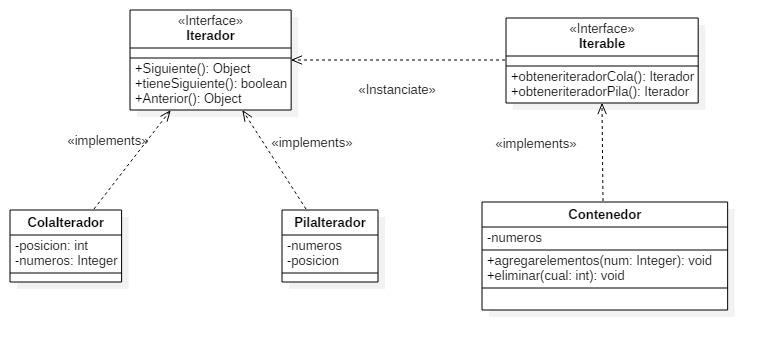 «Interface»
Iterador
+Siguiente(): Object
+tieneSiguiente(): boolean
+Anterior(): Object
«Interface»
Iterable
+obteneriteradorCola(): Iterador
+obteneriteradorPila(): Iterador
«Instanciate»
«implements»
«implements»
«implements»
ColaIterador
-posicion: int
-numeros: Integer
PilaIterador
-numeros
-posicion
Contenedor
-numeros
+agregarelementos(num: Integer): void
+eliminar(cual: int): void